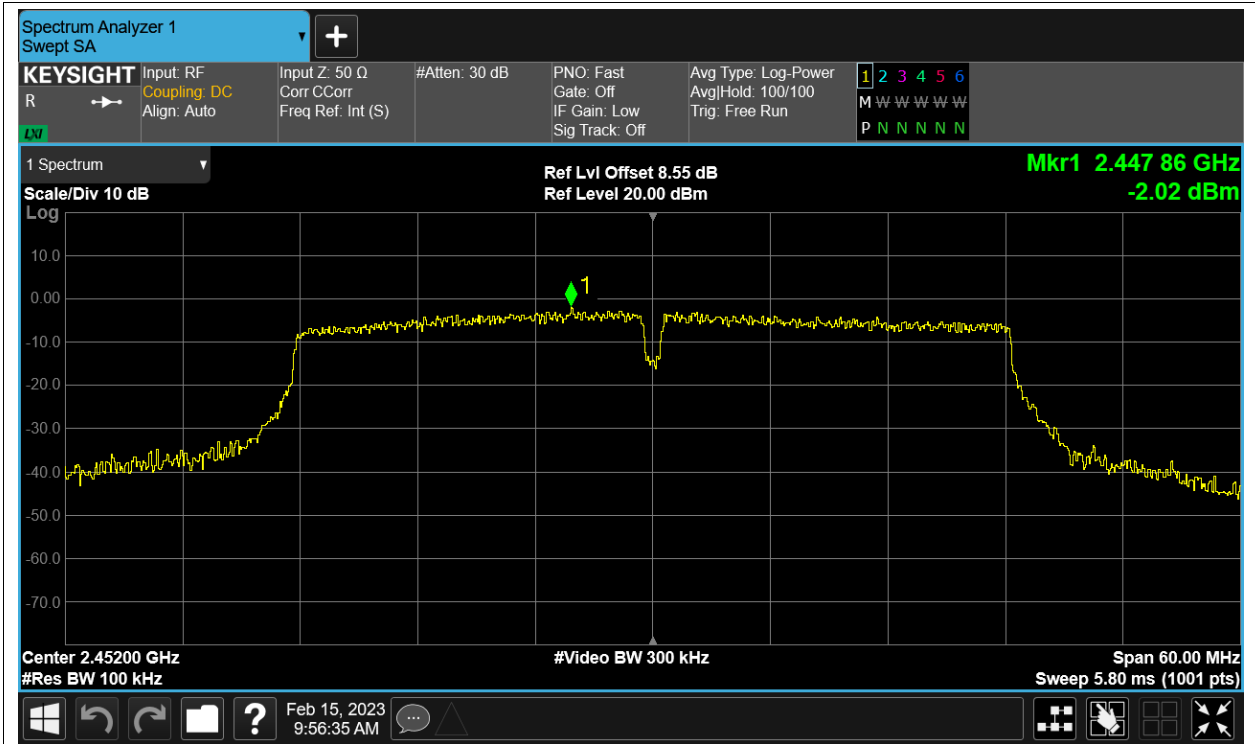 Spectrum Analyzer 1
Swept SA
KEYSIGHT
R
LXI
Input: RF
Coupling: DC
Align: Auto
Input Z: 50 Ω
Corr CCorr
Freq Ref: Int (S)
#Atten: 30 dB
PNO: Fast
Gate: Off
IF Gain: Low
Sig Track: Off
Avg Type: Log-Power
Avg|Hold: 100/100
Trig: Free Run
1 2 3 4 5 6
M W W W W W
P N N N N N
1 Spectrum
Scale/Div 10 dB
Log
Ref Lvl Offset 8.55 dB
Ref Level 20.00 dBm
Mkr1 2.447 86 GHz
-2.02 dBm
10.0
0.00
-10.0
-20.0
-30.0
-40.0
-50.0
-60.0
-70.0
1
Center 2.45200 GHz
#Res BW 100 kHz
#Video BW 300 kHz
Span 60.00 MHz
Sweep 5.80 ms (1001 pts)
?
Feb 15, 2023
9:56:35 AM